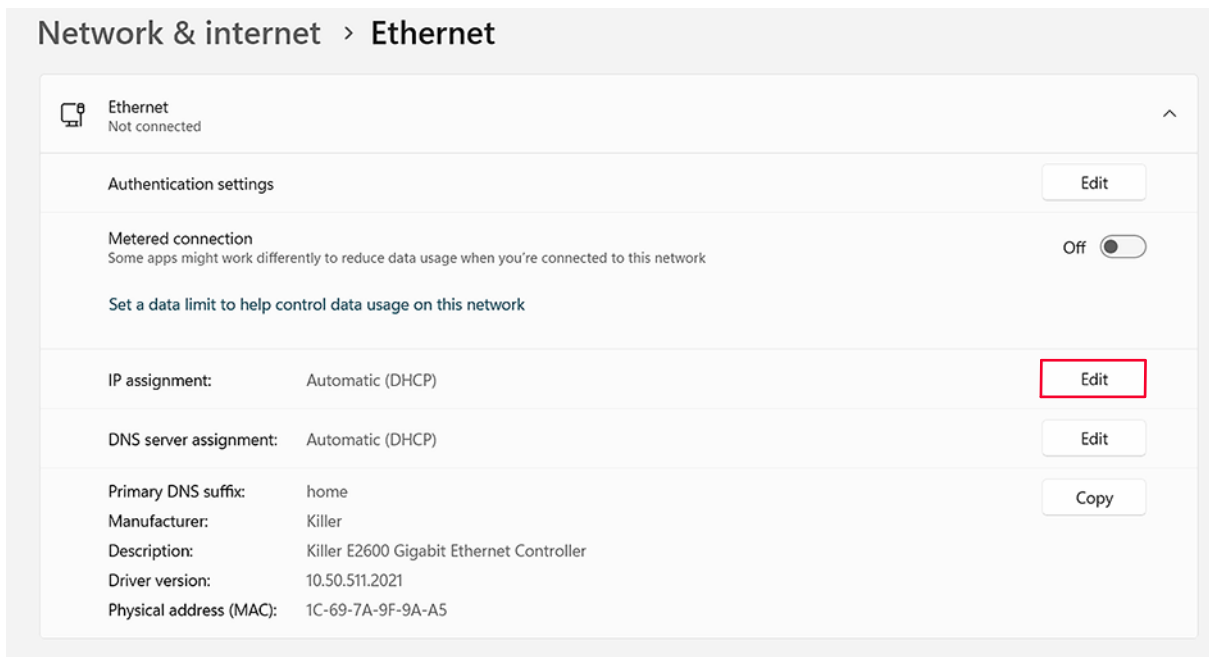 Network & internet > Ethernet
Ethernet
Not connected
Authentication settings Edit
Metered connection
Some apps might work differently to reduce data usage when you're connected to this network
Off
Set a data limit to help control data usage on this network
IP assignment: Automatic (DHCP) Edit
DNS server assignment: Automatic (DHCP) Edit
Primary DNS suffix: home Copy
Manufacturer: Killer
Description: Killer E2600 Gigabit Ethernet Controller
Driver version: 10.50.511.2021
Physical address (MAC): 1C-69-7A-9F-9A-A5